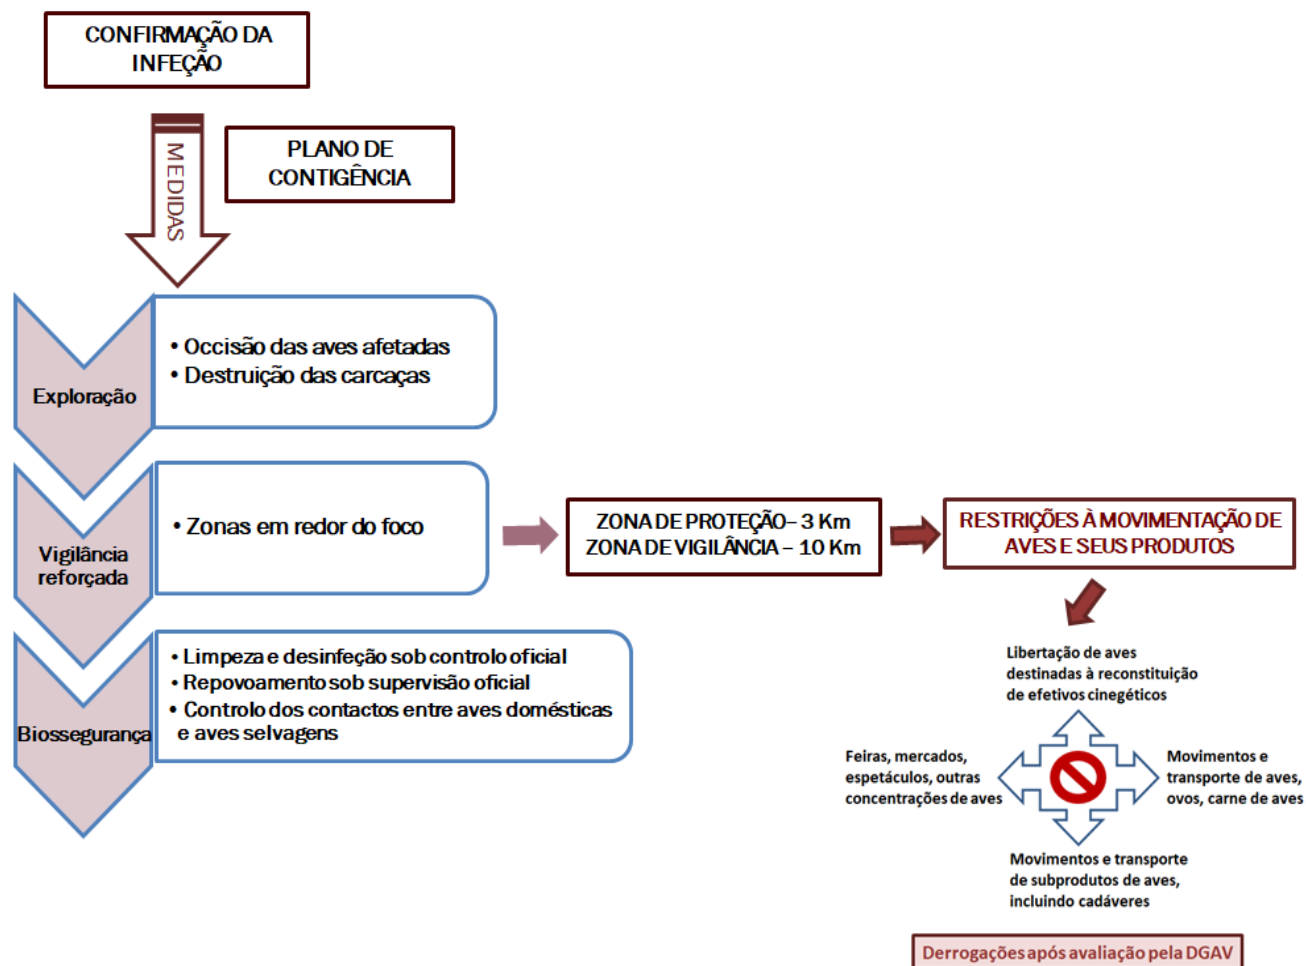 CONFIRMAÇÃO DA
INFEÇÃO
MEDIDAS
PLANO DE
CONTIGÊNCIA
Exploração
• Occisão das aves afetadas
• Destruição das carcaças
Vigilância
reforçada
• Zonas em redor do foco
ZONA DE PROTEÇÃO– 3 Km
ZONA DE VIGILÂNCIA – 10 Km
RESTRIÇÕES À MOVIMENTAÇÃO DE
AVES E SEUS PRODUTOS
Biossegurança
• Limpeza e desinfeção sob controlo oficial
• Repovoamento sob supervisão oficial
• Controlo dos contactos entre aves domésticas
e aves selvagens
Libertação de aves
destinadas à reconstituição
de efetivos cinegéticos
Feiras, mercados,
espetáculos, outras
concentrações de aves
Movimentos e
transporte de aves,
ovos, carne de aves
Movimentos e transporte
de subprodutos de aves,
incluindo cadáveres
Derrogações após avaliação pela DGAV